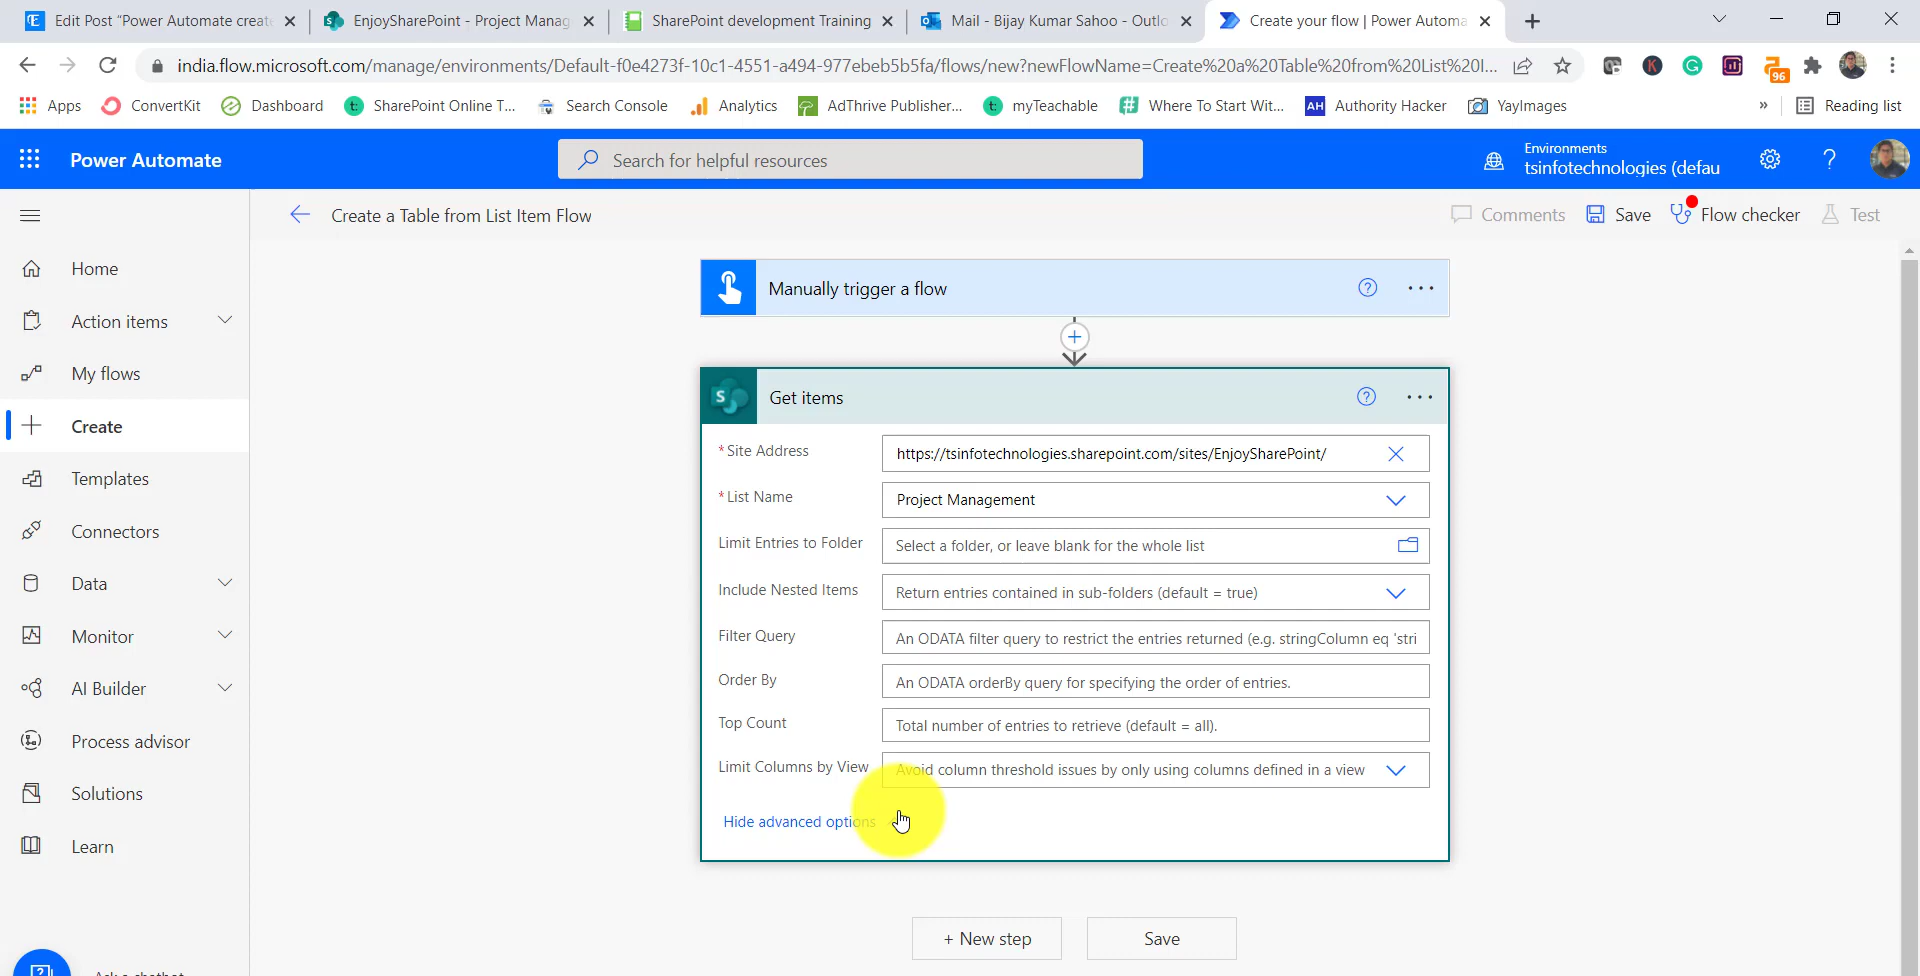 Edit Post "Power Automate create
EnjoySharePoint - Project Manag
SharePoint development Training
Mail - Bijay Kumar Sahoo - Outlo
Create your flow | Power Automa
india.flow.microsoft.com/manage/environments/Default-f0e4273f-10c1-4551-a494-977ebeb5b5fa/flows/new?newFlowName=Create%20a%20Table%20from%20List%20I...
96
Apps
ConvertKit
Dashboard
SharePoint Online T...
Search Console
Analytics
AdThrive Publisher...
myTeachable
Where To Start Wit...
AH Authority Hacker
YayImages
»
Reading list
Power Automate
Search for helpful resources
Environments
tsinfotechnologies (defau
Create a Table from List Item Flow
Comments
Save
Flow checker
Test
Home
Action items
My flows
Create
Templates
Connectors
Data
Monitor
AI Builder
Process advisor
Solutions
Learn
Manually trigger a flow
Get items
* Site Address
https://tsinfotechnologies.sharepoint.com/sites/EnjoySharePoint/
* List Name
Project Management
Limit Entries to Folder
Select a folder, or leave blank for the whole list
Include Nested Items
Return entries contained in sub-folders (default = true)
Filter Query
An ODATA filter query to restrict the entries returned (e.g. stringColumn eq 'stri
Order By
An ODATA orderBy query for specifying the order of entries.
Top Count
Total number of entries to retrieve (default = all).
Limit Columns by View
Avoid column threshold issues by only using columns defined in a view
Hide advanced options
+ New step
Save
Ask a chatbot